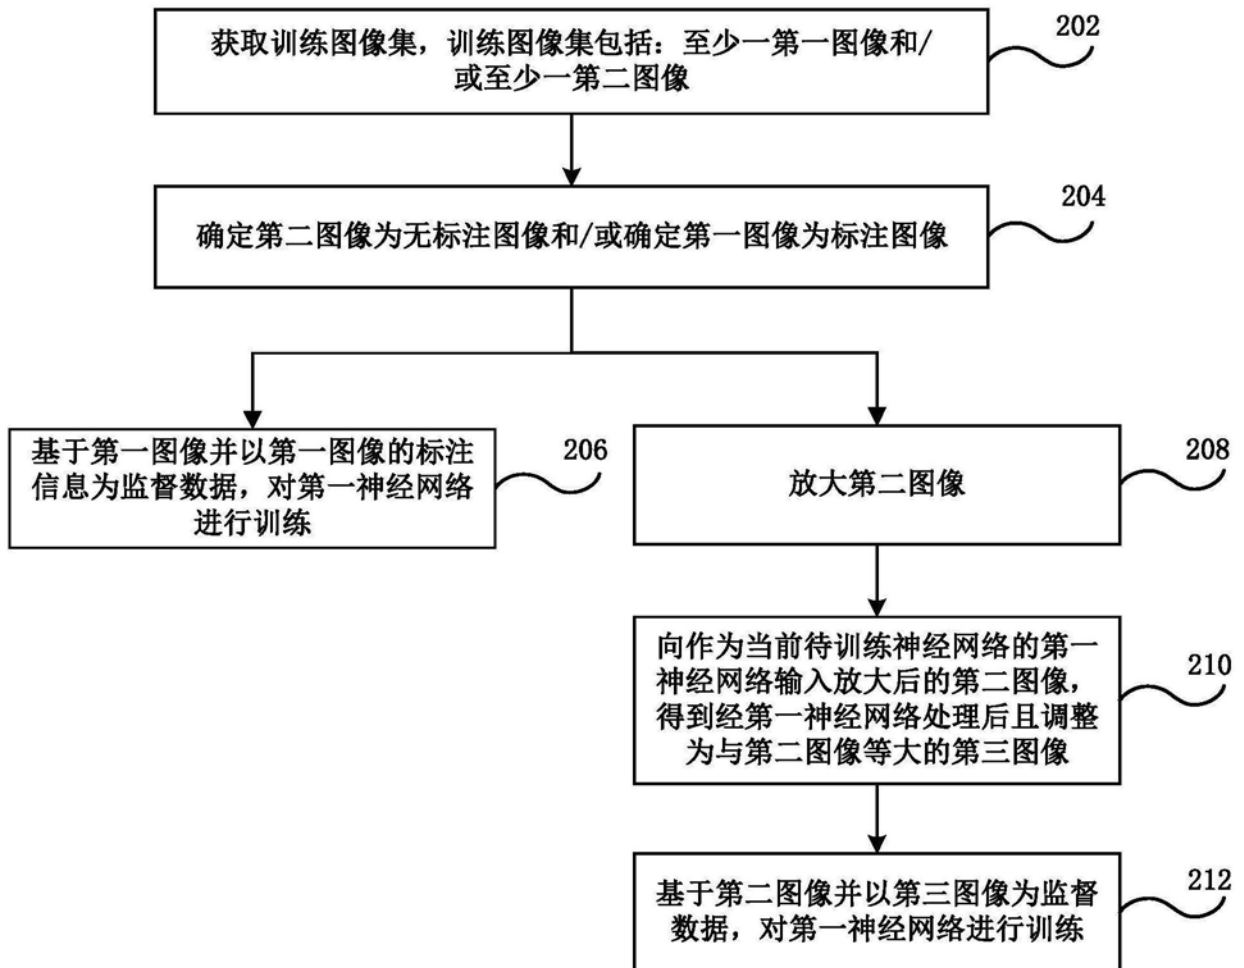 获取训练图像集，训练图像集包括：至少一第一图像和/
或至少一第二图像
202
确定第二图像为无标注图像和/或确定第一图像为标注图像
204
基于第一图像并以第一图像的标注
信息为监督数据，对第一神经网络
进行训练
206
放大第二图像
208
向作为当前待训练神经网络的第一
神经网络输入放大后的第二图像，
得到经第一神经网络处理后且调整
为与第二图像等大的第三图像
210
基于第二图像并以第三图像为监督
数据，对第一神经网络进行训练
212